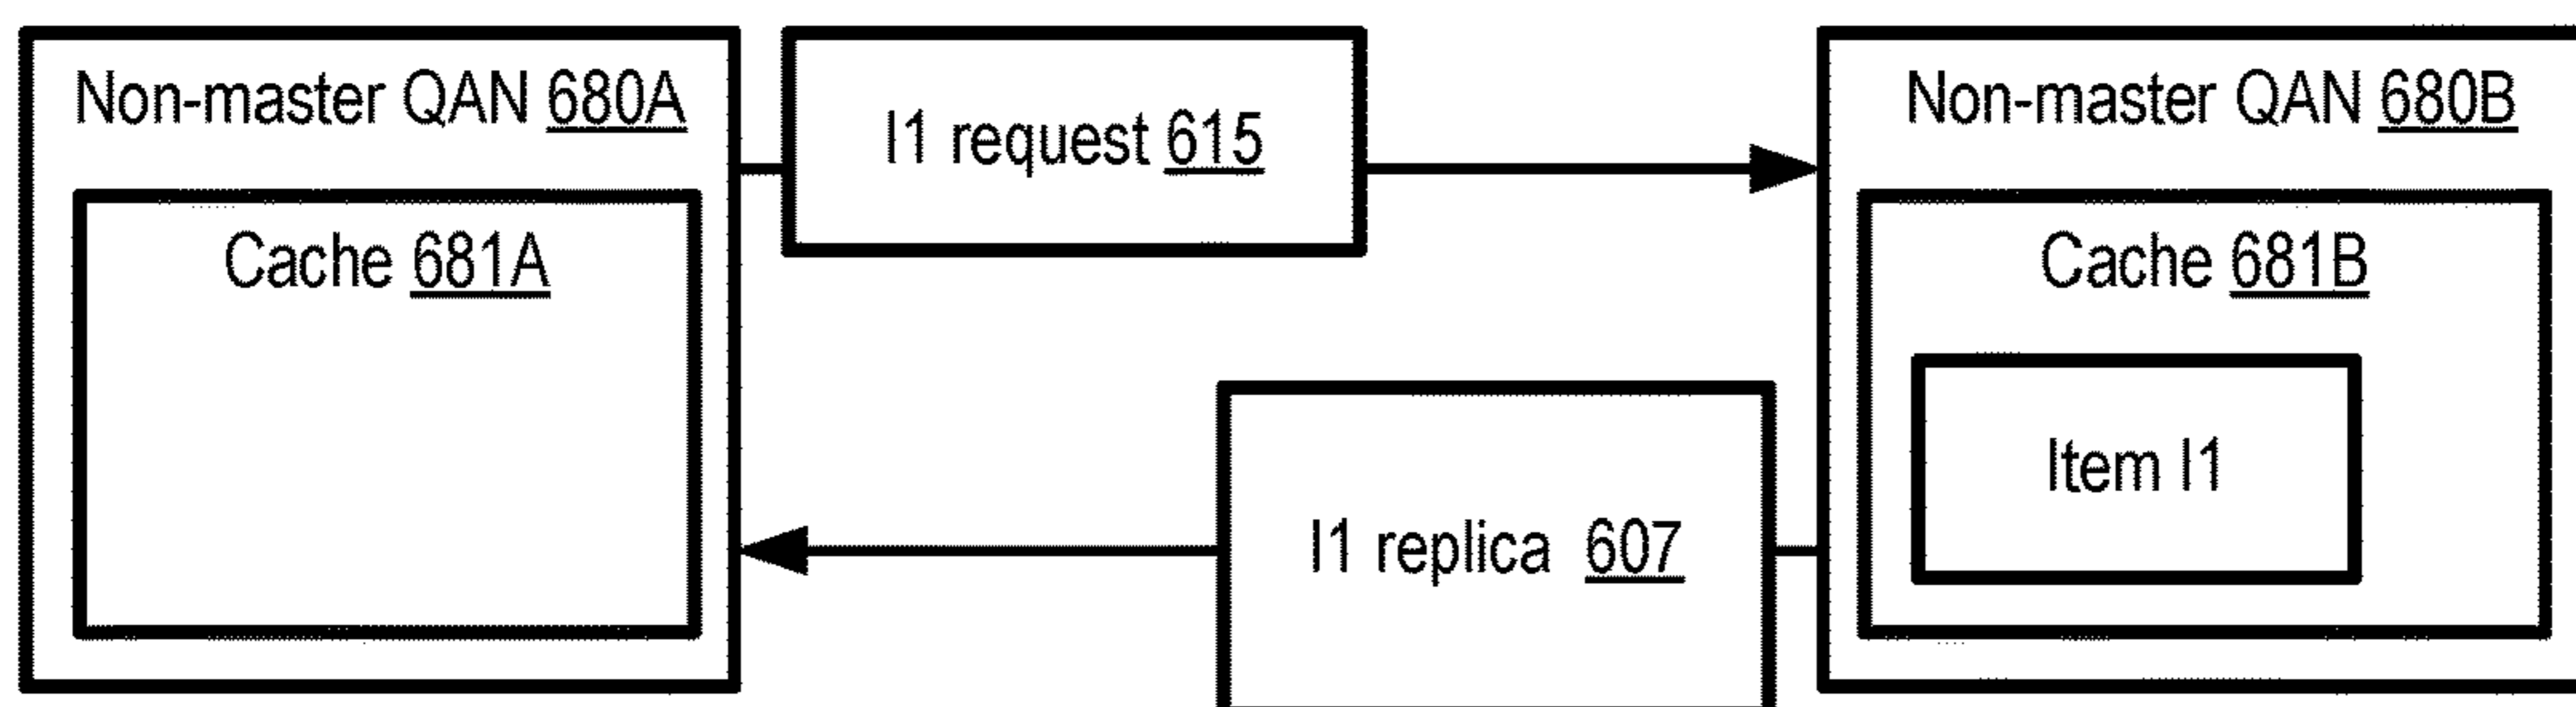 Non-master QAN 680A
Cache 681A
I1 request 615
I1 replica 607
Non-master QAN 680B
Cache 681B
Item I1